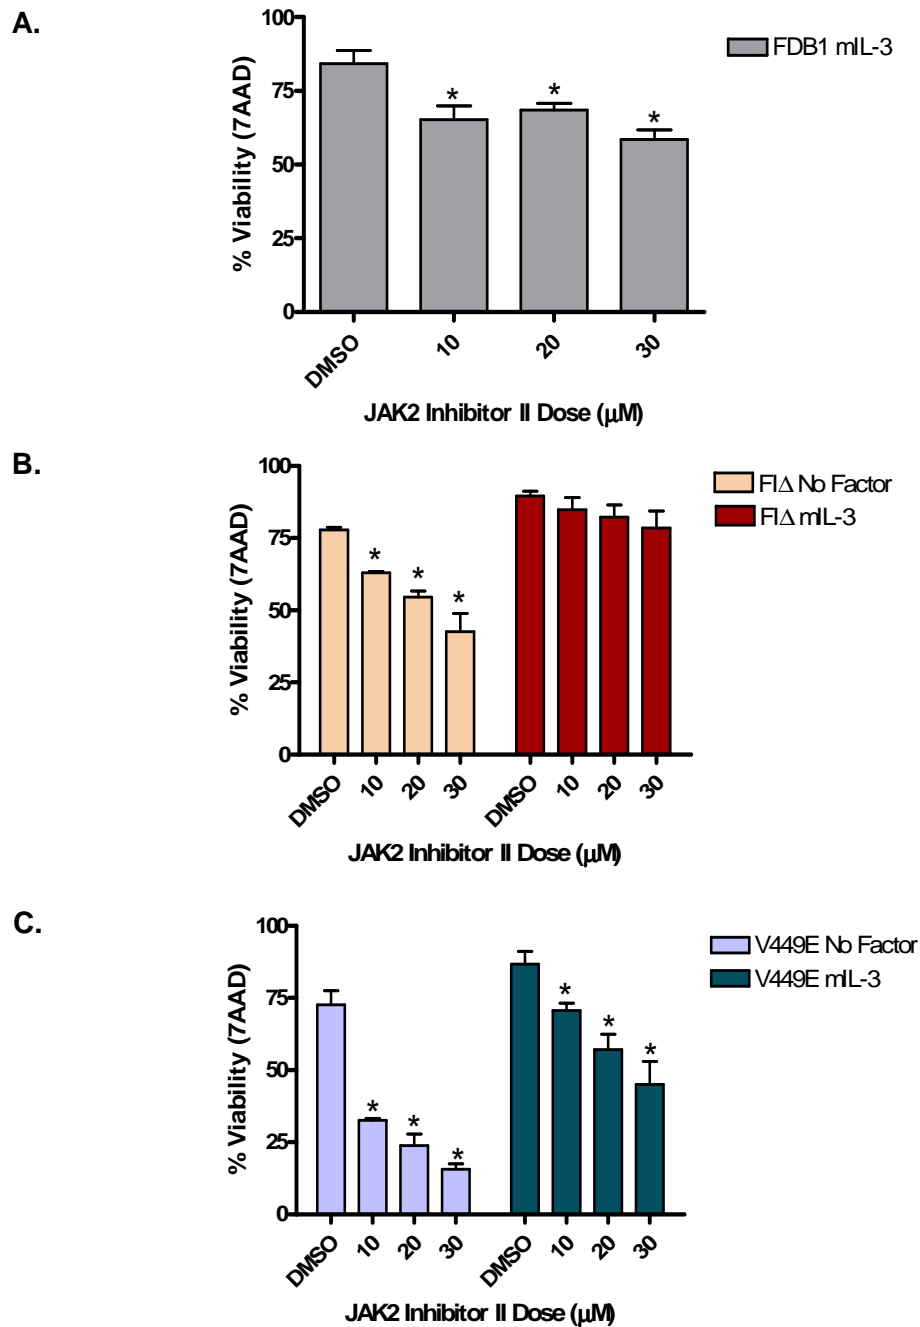 A.
% Viability (7AAD)
100
75
50
25
0
* * *
DMSO 10 20 30
JAK2 Inhibitor II Dose (μM)
FDB1 mIL-3
B.
% Viability (7AAD)
100
75
50
25
0
* * *
DMSO 10 20 30 DMSO 10 20 30
JAK2 Inhibitor II Dose (μM)
FIΔ No Factor
FIΔ mIL-3
C.
% Viability (7AAD)
100
75
50
25
0
* * * * * *
DMSO 10 20 30 DMSO 10 20 30
JAK2 Inhibitor II Dose (μM)
V449E No Factor
V449E mIL-3